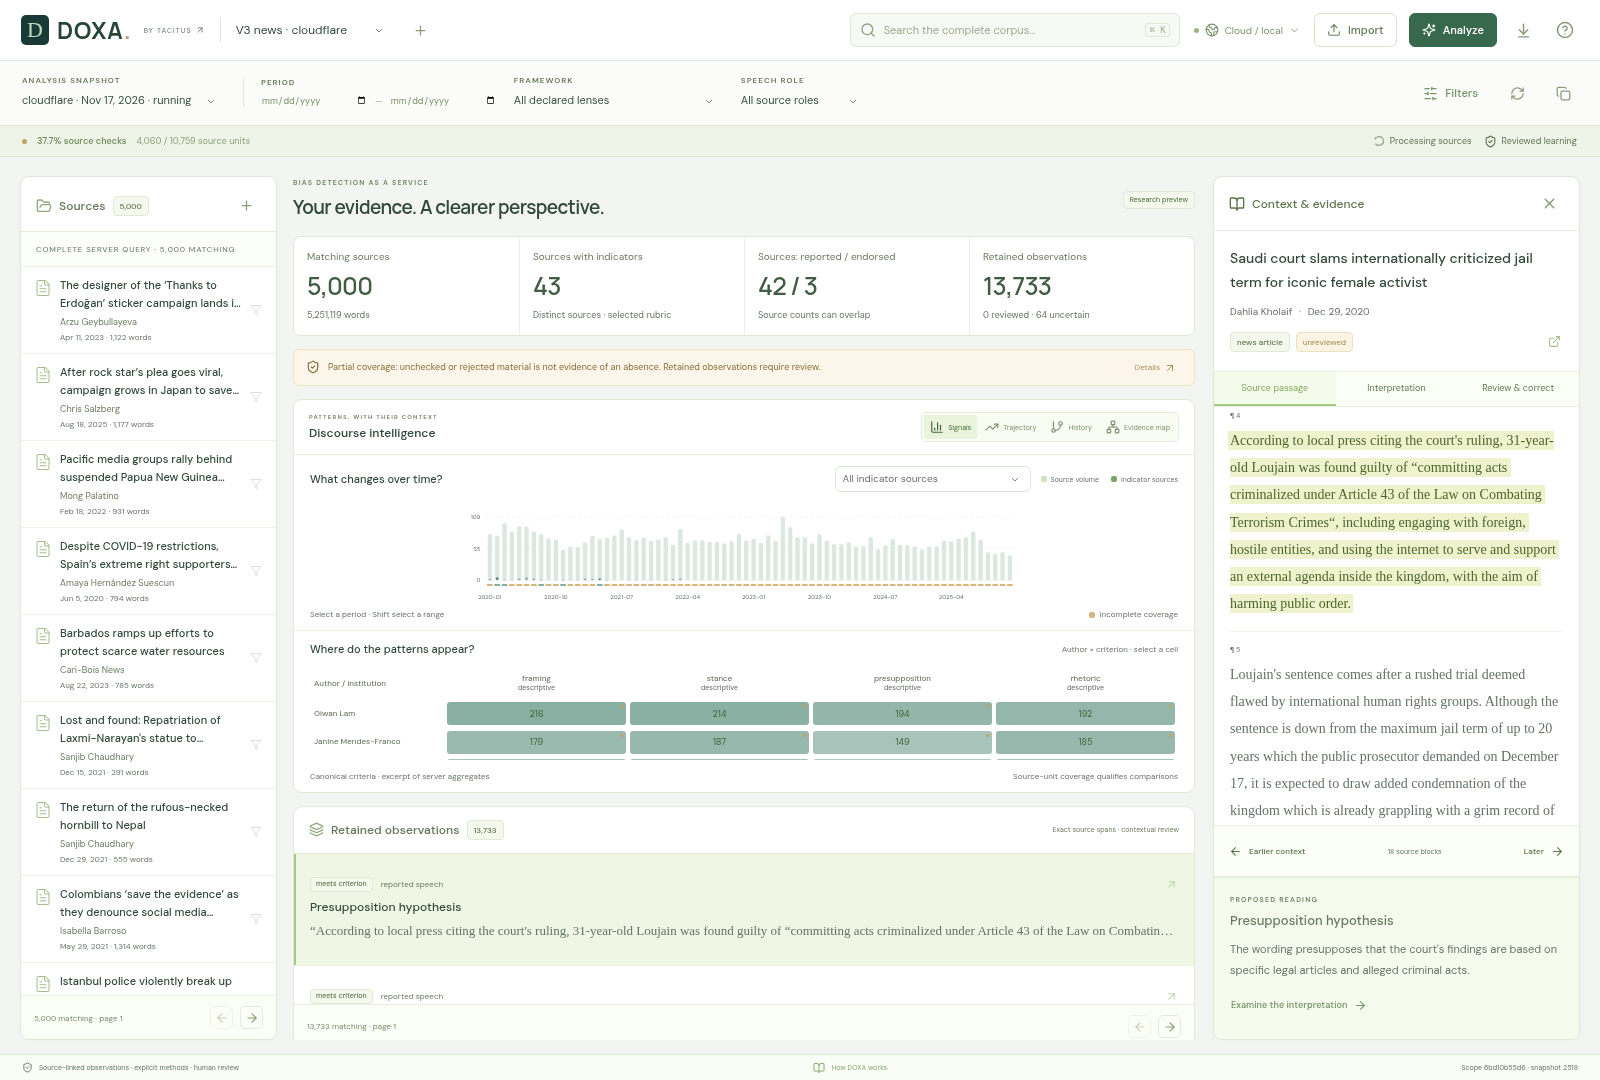 D DOXA. BY TACITUS
V3 news · cloudflare
Search the complete corpus...
⌘ K
Cloud / local
Import
Analyze
ANALYSIS SNAPSHOT
cloudflare · Nov 17, 2026 · running
PERIOD
mm/dd/yyyy — mm/dd/yyyy
FRAMEWORK
All declared lenses
SPEECH ROLE
All source roles
Filters
37.7% source checks 4,060 / 10,759 source units
Processing sources
Reviewed learning
Sources 5,000
COMPLETE SERVER QUERY · 5,000 MATCHING
The designer of the ‘Thanks to
Erdoğan’ sticker campaign lands i…
Arzu Geybullayeva
Apr 11, 2023 · 1,122 words
After rock star’s plea goes viral,
campaign grows in Japan to save…
Chris Salzberg
Aug 18, 2025 · 1,177 words
Pacific media groups rally behind
suspended Papua New Guinea…
Mong Palatino
Feb 18, 2022 · 931 words
Despite COVID-19 restrictions,
Spain’s extreme right supporters…
Amaya Hernández Suescun
Jun 5, 2020 · 794 words
Barbados ramps up efforts to
protect scarce water resources
Cari-Bois News
Aug 22, 2023 · 785 words
Lost and found: Repatriation of
Laxmi-Narayan's statue to…
Sanjib Chaudhary
Dec 15, 2021 · 291 words
The return of the rufous-necked
hornbill to Nepal
Sanjib Chaudhary
Dec 29, 2021 · 555 words
Colombians ‘save the evidence’ as
they denounce social media…
Isabella Barroso
May 29, 2021 · 1,314 words
Istanbul police violently break up
5,000 matching · page 1
BIAS DETECTION AS A SERVICE
Your evidence. A clearer perspective.
Research preview
Matching sources
5,000
5,251,119 words
Sources with indicators
43
Distinct sources · selected rubric
Sources: reported / endorsed
42 / 3
Source counts can overlap
Retained observations
13,733
0 reviewed · 64 uncertain
Partial coverage: unchecked or rejected material is not evidence of an absence. Retained observations require review.
Details
PATTERNS, WITH THEIR CONTEXT
Discourse intelligence
Signals
Trajectory
History
Evidence map
What changes over time?
All indicator sources
Source volume
Indicator sources
109
55
0
2020-01 2020-10 2021-07 2022-04 2023-01 2023-10 2024-07 2025-04
Select a period · Shift select a range
Incomplete coverage
Where do the patterns appear?
Author × criterion · select a cell
Author / Institution
framing
descriptive
stance
descriptive
presupposition
descriptive
rhetoric
descriptive
Oiwan Lam 216 214 194 192
Janine Mendes-Franco 179 187 149 185
Canonical criteria · excerpt of server aggregates
Source-unit coverage qualifies comparisons
Retained observations 13,733
Exact source spans · contextual review
meets criterion reported speech
Presupposition hypothesis
“According to local press citing the court's ruling, 31-year-old Loujain was found guilty of “committing acts criminalized under Article 43 of the Law on Combatin…
meets criterion reported speech
13,733 matching · page 1
Context & evidence
Saudi court slams internationally criticized jail
term for iconic female activist
Dahlia Kholaif · Dec 29, 2020
news article unreviewed
Source passage
Interpretation
Review & correct
¶ 4
According to local press citing the court's ruling, 31-year-
old Loujain was found guilty of “committing acts
criminalized under Article 43 of the Law on Combating
Terrorism Crimes“, including engaging with foreign,
hostile entities, and using the internet to serve and support
an external agenda inside the kingdom, with the aim of
harming public order.
¶ 5
Loujain's sentence comes after a rushed trial deemed
flawed by international human rights groups. Although the
sentence is down from the maximum jail term of up to 20
years which the public prosecutor demanded on December
17, it is expected to draw added condemnation of the
kingdom which is already grappling with a grim record of
Earlier context
18 source blocks
Later
PROPOSED READING
Presupposition hypothesis
The wording presupposes that the court's findings are based on
specific legal articles and alleged criminal acts.
Examine the interpretation
Source-linked observations · explicit methods · human review
How DOXA works
Scope 6bd10b55d6 · snapshot 2518